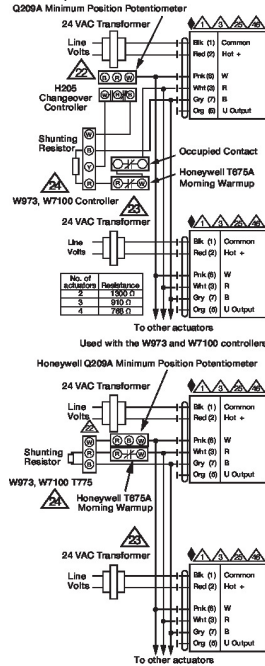 Q209A Minimum Position Potentiometer
24 VAC Transformer
1 3
Line
Volts
Blk (1) Common
Red (2) Hot +
22
B R W
Pnk (6) W
Wht (3) R
Gry (7) B
Org (5) U Output
H205
Changeover
Controller
W
B
Y
R
Shunting
Resistor
Occupied Contact
Honeywell T675A
Morning Warmup
R W
24
W973, W7100 Controller
23
24 VAC Transformer
1 3
Line
Volts
Blk (1) Common
Red (2) Hot +
Pnk (6) W
Wht (3) R
Gry (7) B
Org (5) U Output
No. of actuators Resistance
2 1300 Ω
3 910 Ω
4 768 Ω
To other actuators
Used with the W973 and W7100 controllers
Honeywell Q209A Minimum Position Potentiometer
24 VAC Transformer
1 3
Line
Volts
Blk (1) Common
Red (2) Hot +
22
W
R
B
R B W
R W
Pnk (6) W
Wht (3) R
Gry (7) B
Org (5) U Output
Shunting
Resistor
W973, W7100 T775
24
Honeywell T675A
Morning Warmup
23
24 VAC Transformer
1 3
Line
Volts
Blk (1) Common
Red (2) Hot +
Pnk (6) W
Wht (3) R
Gry (7) B
Org (5) U Output
To other actuators